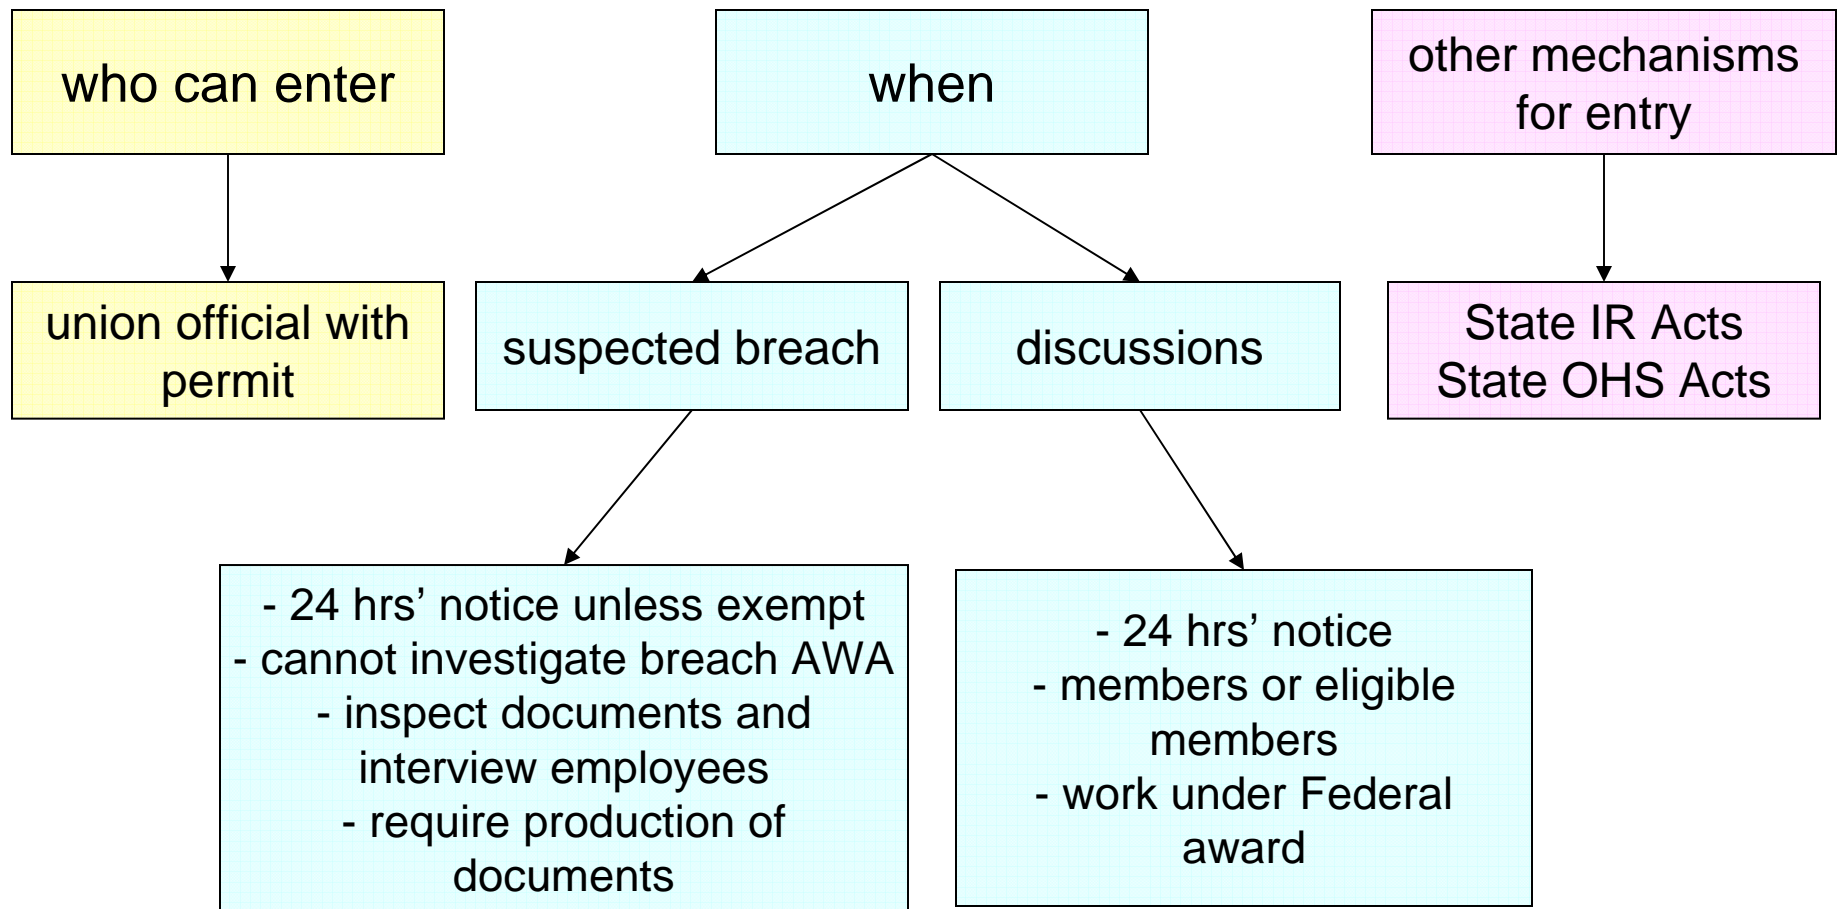 who can enter
when
other mechanisms
for entry
union official with
permit
suspected breach
discussions
State IR Acts
State OHS Acts
- 24 hrs’ notice unless exempt
- cannot investigate breach AWA
- inspect documents and
interview employees
- require production of
documents
- 24 hrs’ notice
- members or eligible
members
- work under Federal
award